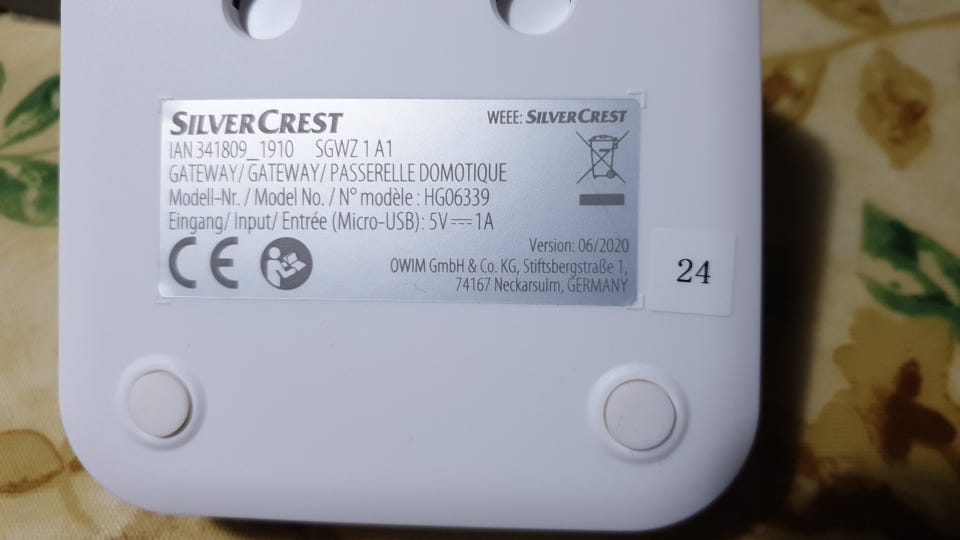 SILVERCREST
WEEE: SILVERCREST
IAN 341809_1910 SGWZ 1 A1
GATEWAY/ GATEWAY/ PASSERELLE DOMOTIQUE
Modell-Nr. / Model No. / N° modèle : HG06339
Eingang/ Input/ Entrée (Micro-USB): 5V⎓1A
CE
Version: 06/2020
OWIM GmbH & Co. KG, Stiftsbergstraße 1,
74167 Neckarsulm, GERMANY
24